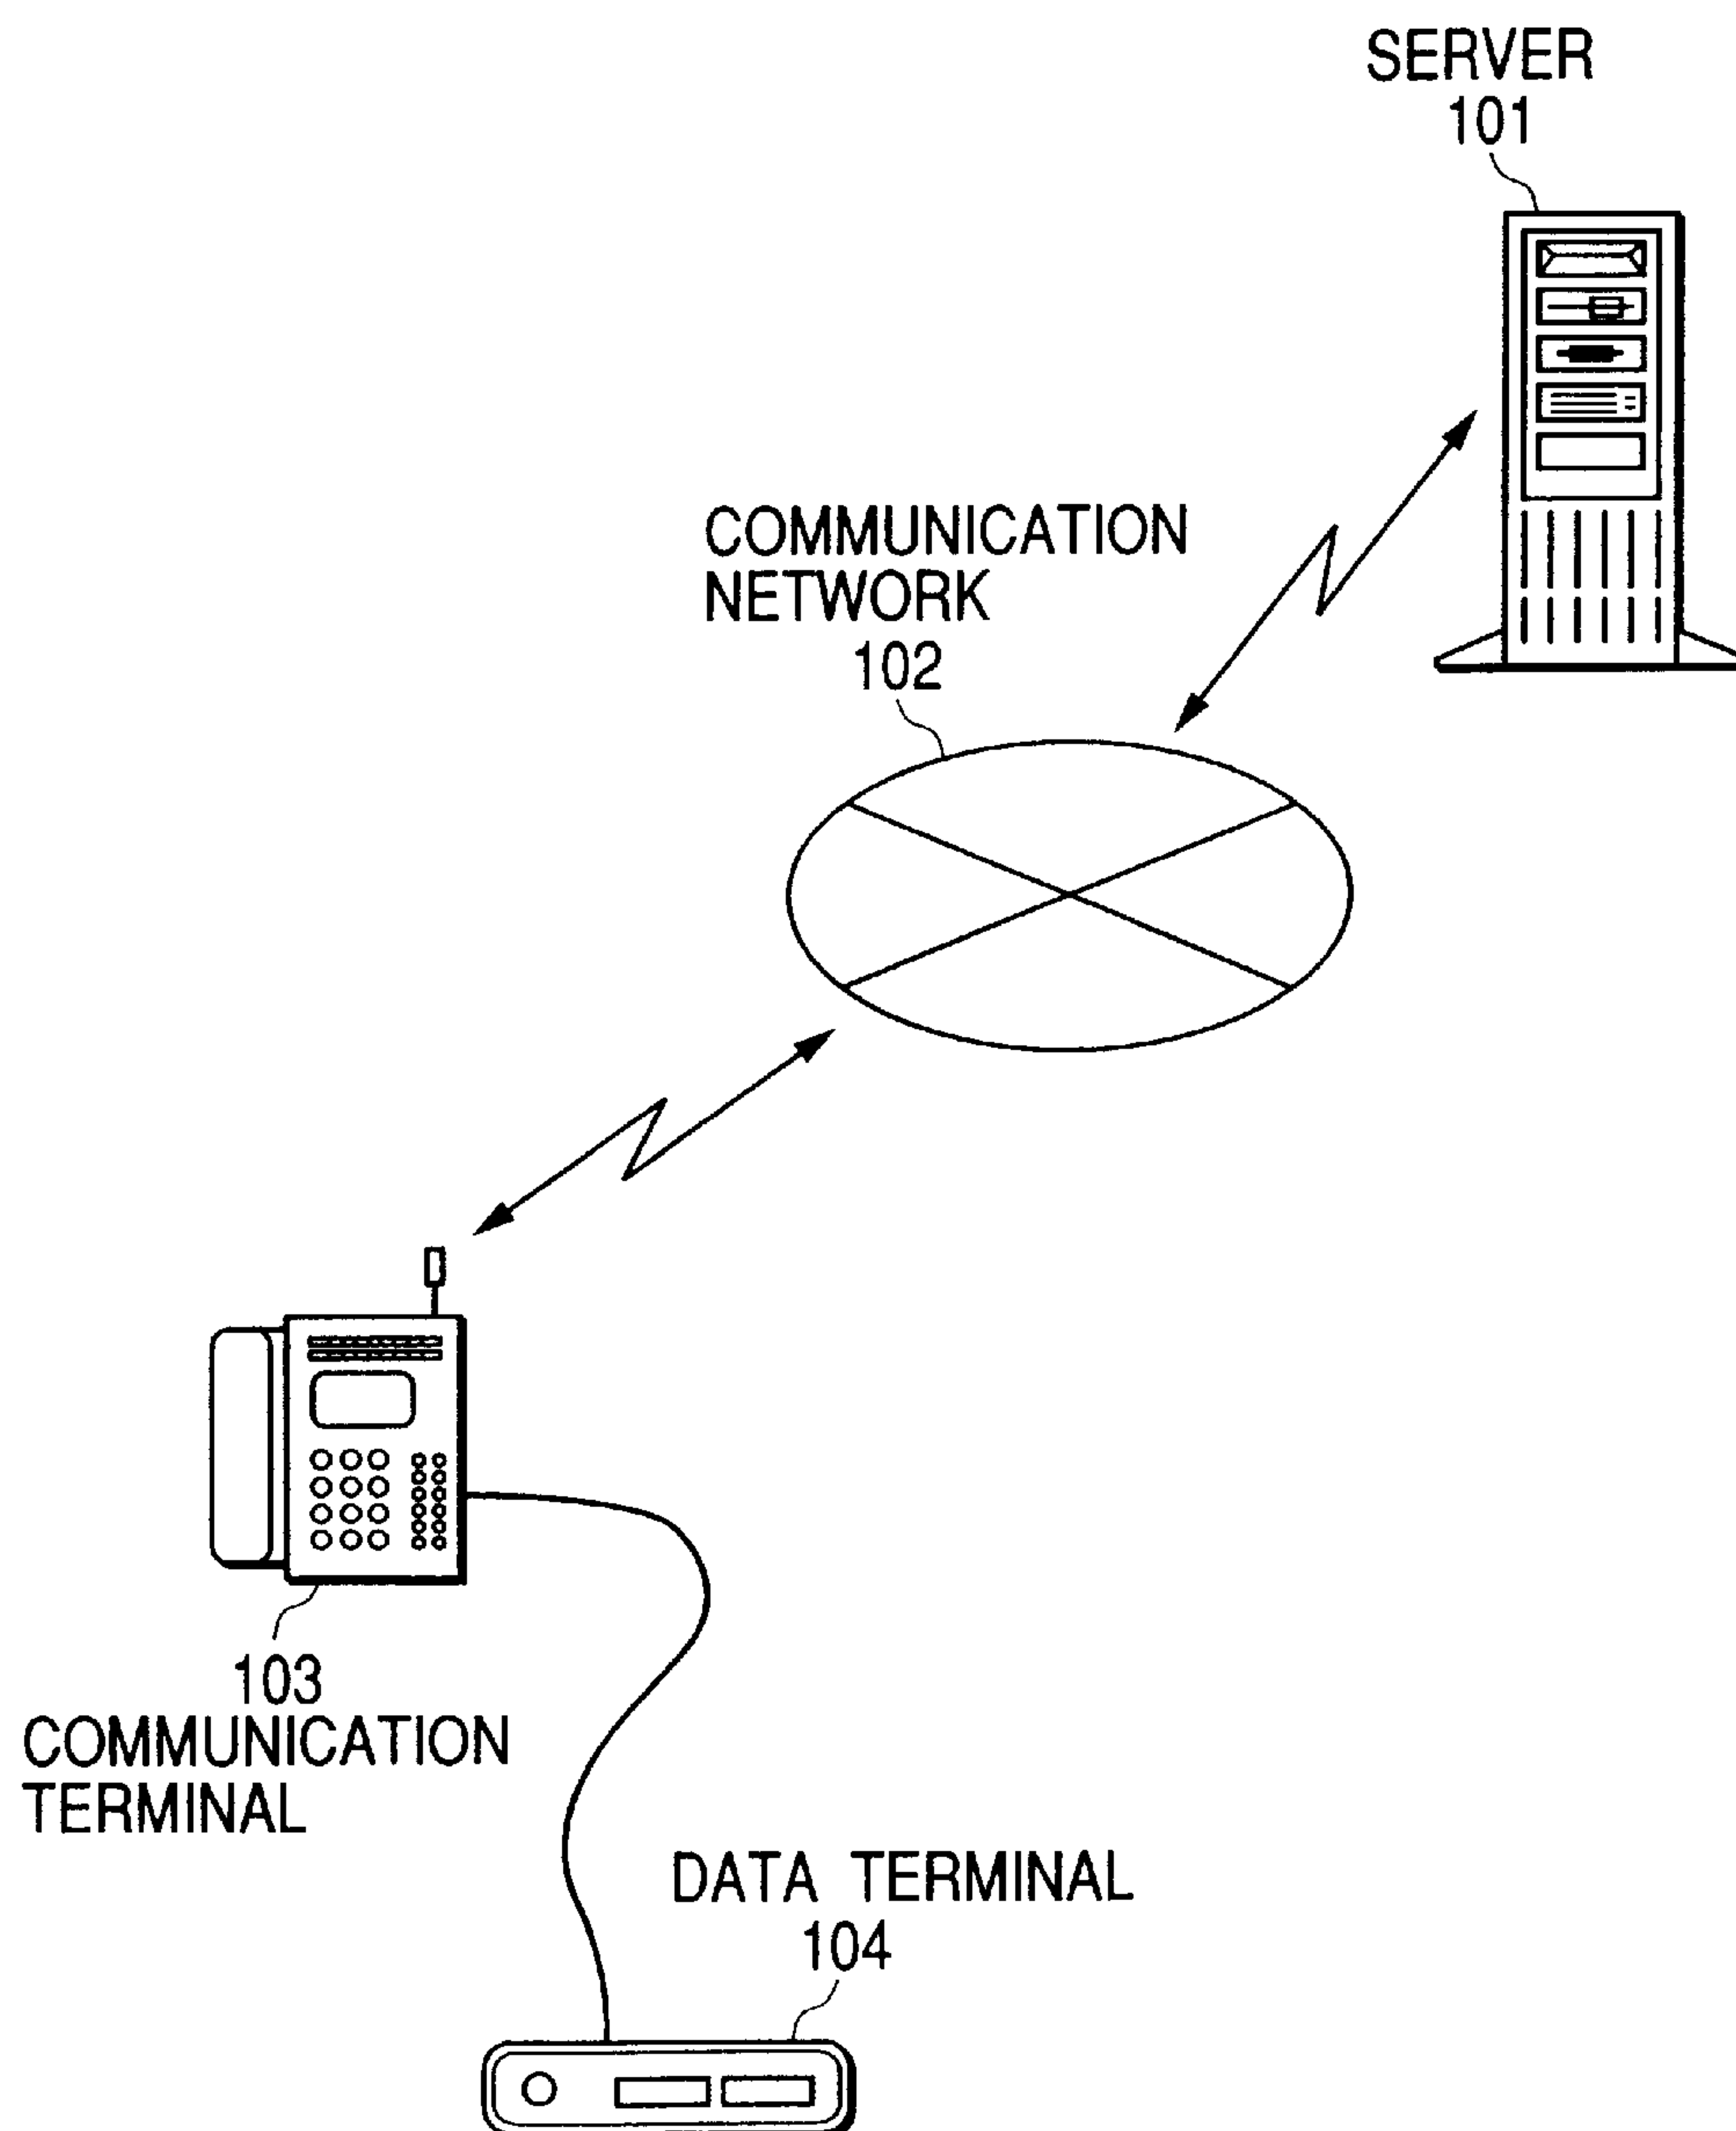 SERVER
101
COMMUNICATION
NETWORK
102
103
COMMUNICATION
TERMINAL
DATA TERMINAL
104